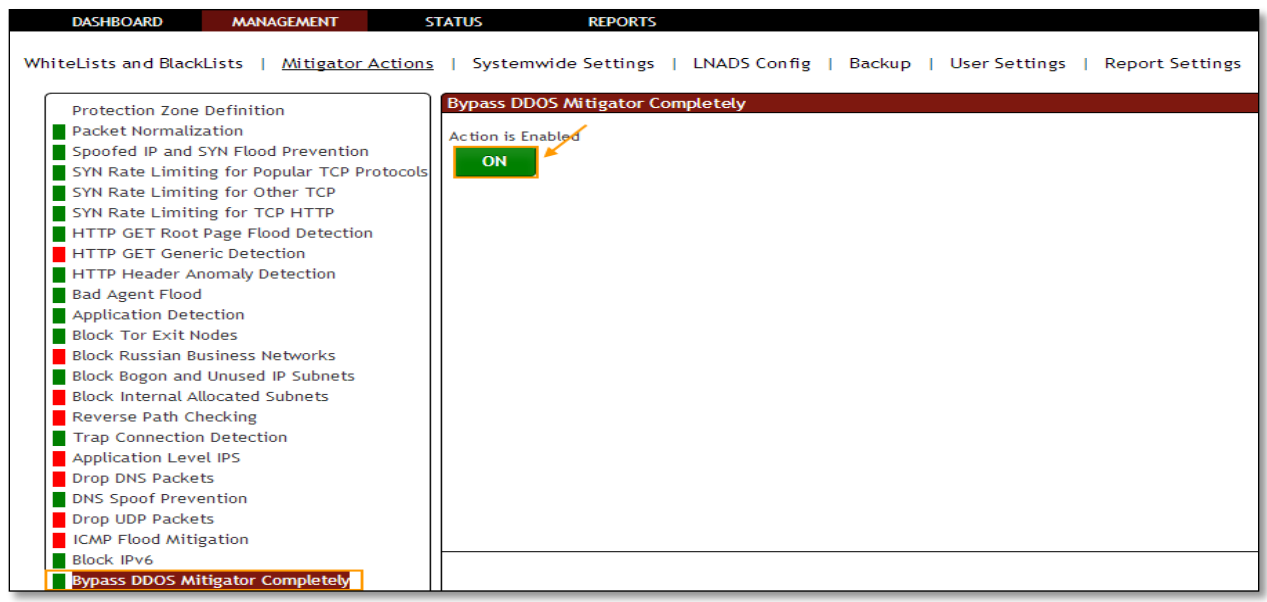 DASHBOARD MANAGEMENT STATUS REPORTS
WhiteLists and BlackLists | Mitigator Actions | Systemwide Settings | LNADS Config | Backup | User Settings | Report Settings
Protection Zone Definition
Packet Normalization
Spoofed IP and SYN Flood Prevention
SYN Rate Limiting for Popular TCP Protocols
SYN Rate Limiting for Other TCP
SYN Rate Limiting for TCP HTTP
HTTP GET Root Page Flood Detection
HTTP GET Generic Detection
HTTP Header Anomaly Detection
Bad Agent Flood
Application Detection
Block Tor Exit Nodes
Block Russian Business Networks
Block Bogon and Unused IP Subnets
Block Internal Allocated Subnets
Reverse Path Checking
Trap Connection Detection
Application Level IPS
Drop DNS Packets
DNS Spoof Prevention
Drop UDP Packets
ICMP Flood Mitigation
Block IPv6
Bypass DDOS Mitigator Completely
Bypass DDOS Mitigator Completely
Action is Enabled
ON